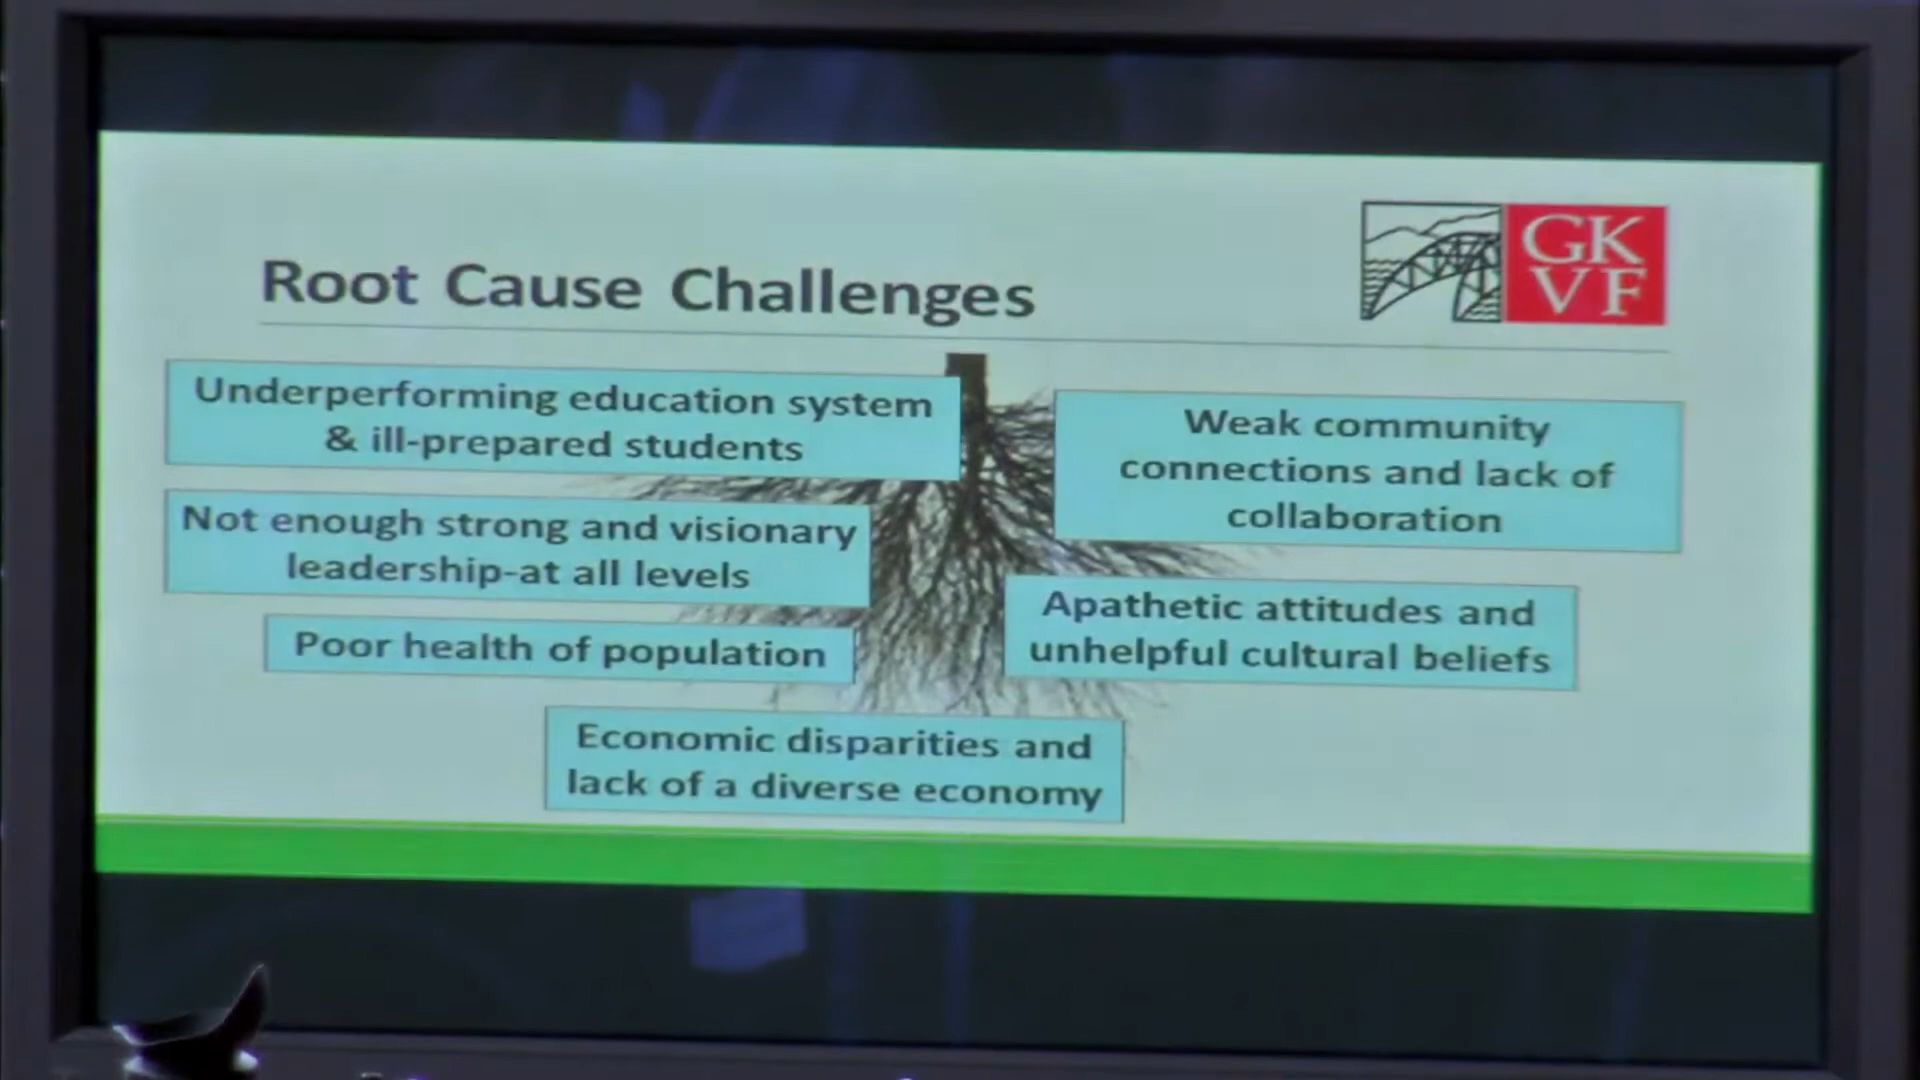 Root Cause Challenges
GK
VF
Underperforming education system
& ill-prepared students
Weak community
connections and lack of
collaboration
Not enough strong and visionary
leadership-at all levels
Apathetic attitudes and
unhelpful cultural beliefs
Poor health of population
Economic disparities and
lack of a diverse economy